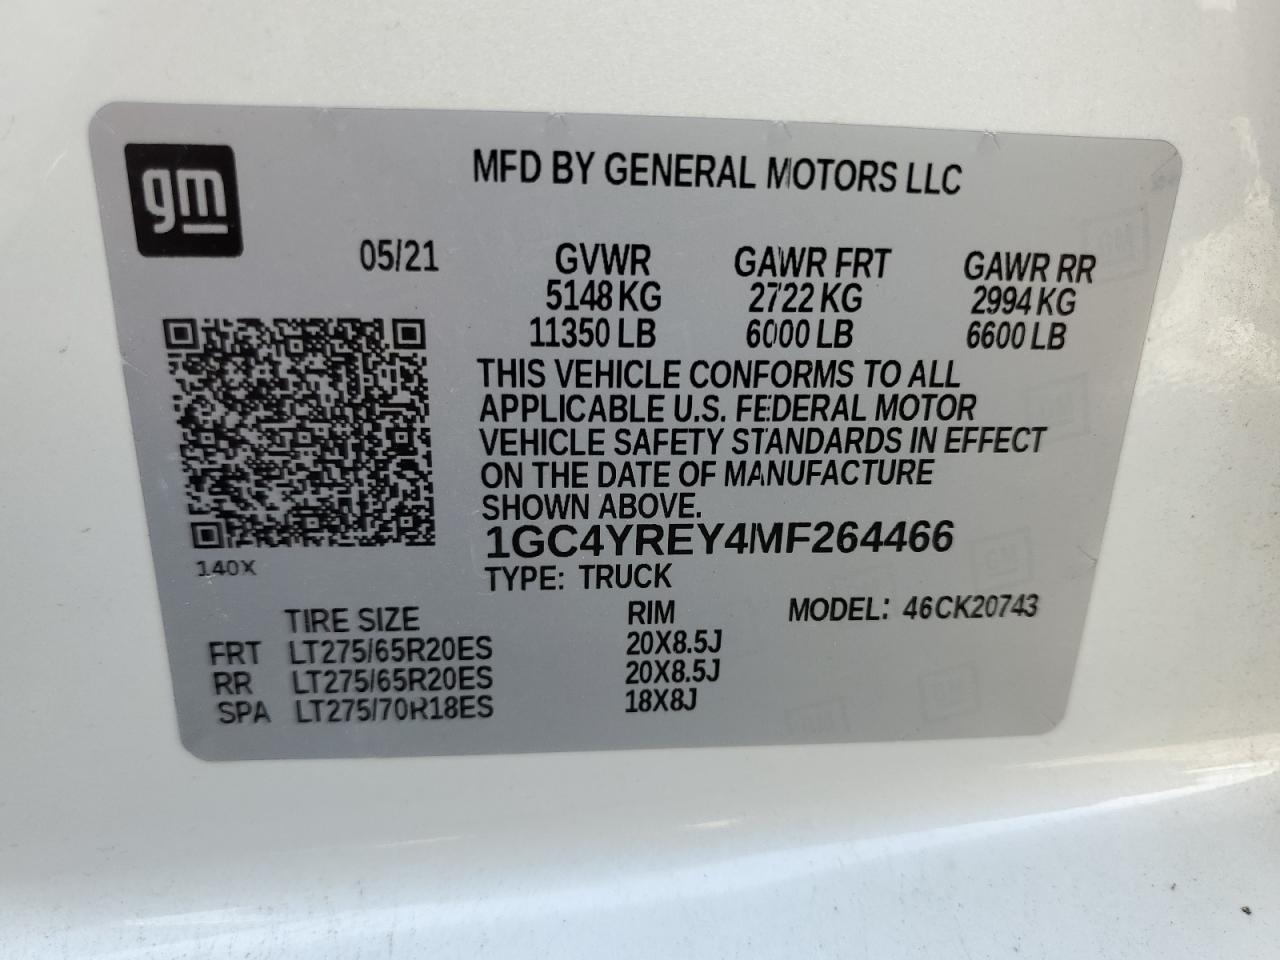 gm
MFD BY GENERAL MOTORS LLC
05/21
GVWR GAWR FRT GAWR RR
5148 KG 2722 KG 2994 KG
11350 LB 6000 LB 6600 LB
THIS VEHICLE CONFORMS TO ALL
APPLICABLE U.S. FEDERAL MOTOR
VEHICLE SAFETY STANDARDS IN EFFECT
ON THE DATE OF MANUFACTURE
SHOWN ABOVE.
1GC4YREY4MF264466
140X
TYPE: TRUCK
TIRE SIZE RIM MODEL: 46CK20743
FRT LT275/65R20ES 20X8.5J
RR LT275/65R20ES 20X8.5J
SPA LT275/70R18ES 18X8J